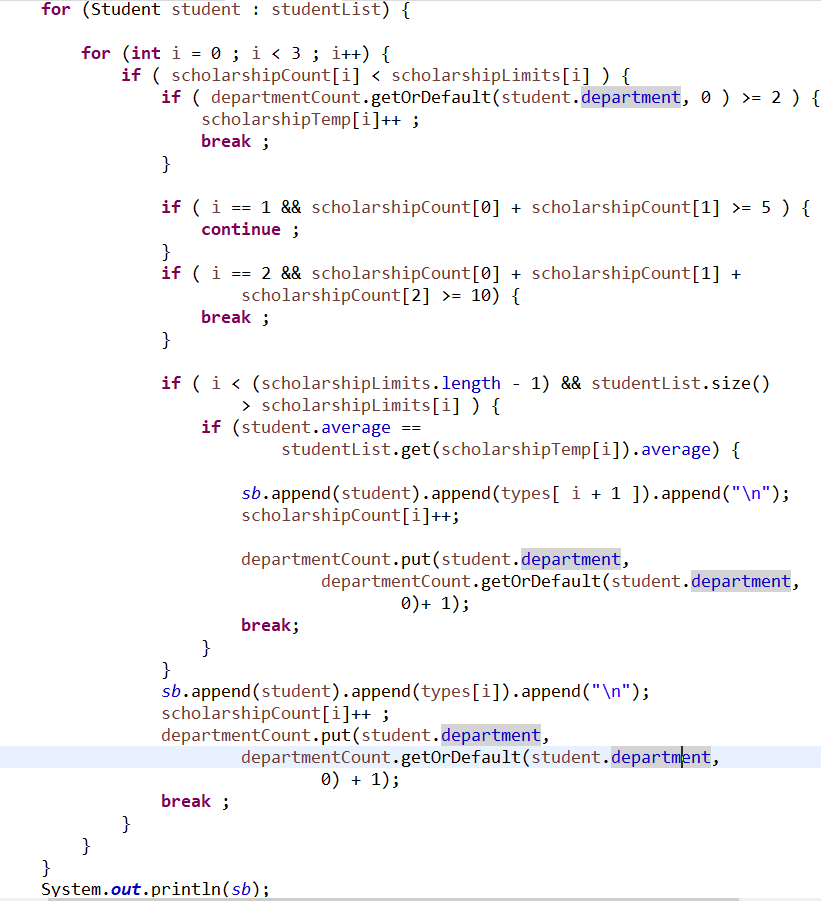 for (Student student : studentList) {
for (int i = 0 ; i < 3 ; i++) {
if ( scholarshipCount[i] < scholarshipLimits[i] ) {
if ( departmentCount.getOrDefault(student.department, 0 ) >= 2 ) {
scholarshipTemp[i]++ ;
break ;
}
if ( i == 1 && scholarshipCount[0] + scholarshipCount[1] >= 5 ) {
continue ;
}
if ( i == 2 && scholarshipCount[0] + scholarshipCount[1] +
scholarshipCount[2] >= 10) {
break ;
}
if ( i < (scholarshipLimits.length - 1) && studentList.size()
> scholarshipLimits[i] ) {
if (student.average ==
studentList.get(scholarshipTemp[i]).average) {
sb.append(student).append(types[ i + 1 ]).append("\n");
scholarshipCount[i]++;
departmentCount.put(student.department,
departmentCount.getOrDefault(student.department,
0)+ 1);
break;
}
}
sb.append(student).append(types[i]).append("\n");
scholarshipCount[i]++ ;
departmentCount.put(student.department,
departmentCount.getOrDefault(student.department,
0) + 1);
break ;
}
}
}
System.out.println(sb);